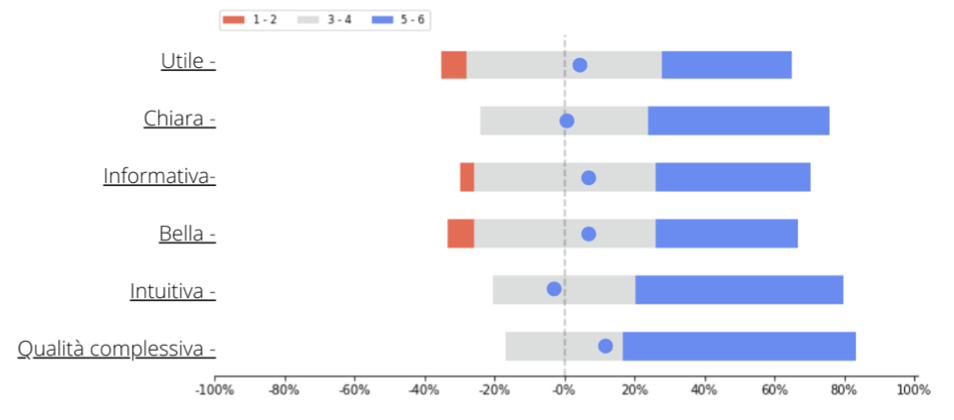 1 - 2 3 - 4 5 - 6
Utile -
Chiara -
Informativa-
Bella -
Intuitiva -
Qualità complessiva -
-100% -80% -60% -40% -20% -0% 20% 40% 60% 80% 100%